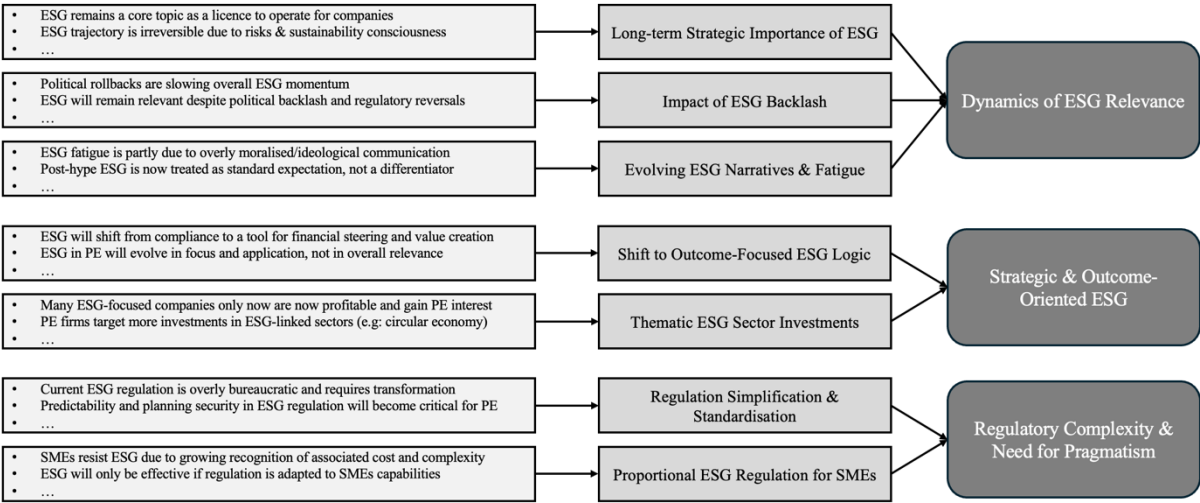 • ESG remains a core topic as a licence to operate for companies
• ESG trajectory is irreversible due to risks & sustainability consciousness
• …
Long-term Strategic Importance of ESG
• Political rollbacks are slowing overall ESG momentum
• ESG will remain relevant despite political backlash and regulatory reversals
• …
Impact of ESG Backlash
• ESG fatigue is partly due to overly moralised/ideological communication
• Post-hype ESG is now treated as standard expectation, not a differentiator
• …
Evolving ESG Narratives & Fatigue
Dynamics of ESG Relevance
• ESG will shift from compliance to a tool for financial steering and value creation
• ESG in PE will evolve in focus and application, not in overall relevance
• …
Shift to Outcome-Focused ESG Logic
• Many ESG-focused companies only now are now profitable and gain PE interest
• PE firms target more investments in ESG-linked sectors (e.g: circular economy)
• …
Thematic ESG Sector Investments
Strategic & Outcome-
Oriented ESG
• Current ESG regulation is overly bureaucratic and requires transformation
• Predictability and planning security in ESG regulation will become critical for PE
• …
Regulation Simplification &
Standardisation
• SMEs resist ESG due to growing recognition of associated cost and complexity
• ESG will only be effective if regulation is adapted to SMEs capabilities
• …
Proportional ESG Regulation for SMEs
Regulatory Complexity &
Need for Pragmatism